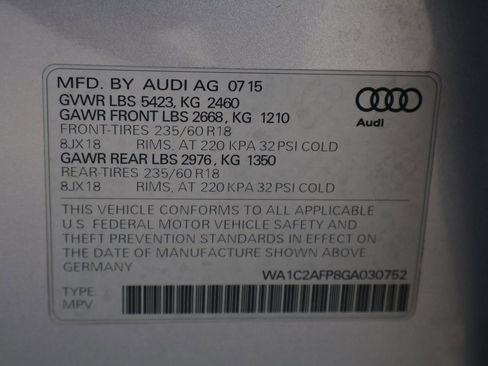 MFD. BY AUDI AG 07 15
GVWR LBS 5423, KG 2460
GAWR FRONT LBS 2668, KG 1210
FRONT-TIRES 235/60 R18
8JX18 RIMS, AT 220 KPA 32 PSI COLD
GAWR REAR LBS 2976, KG 1350
REAR-TIRES 235/60 R18
8JX18 RIMS, AT 220 KPA 32 PSI COLD
Audi
THIS VEHICLE CONFORMS TO ALL APPLICABLE
U.S. FEDERAL MOTOR VEHICLE SAFETY AND
THEFT PREVENTION STANDARDS IN EFFECT ON
THE DATE OF MANUFACTURE SHOWN ABOVE
GERMANY
WA1C2AFP8GA030752
TYPE
MPV